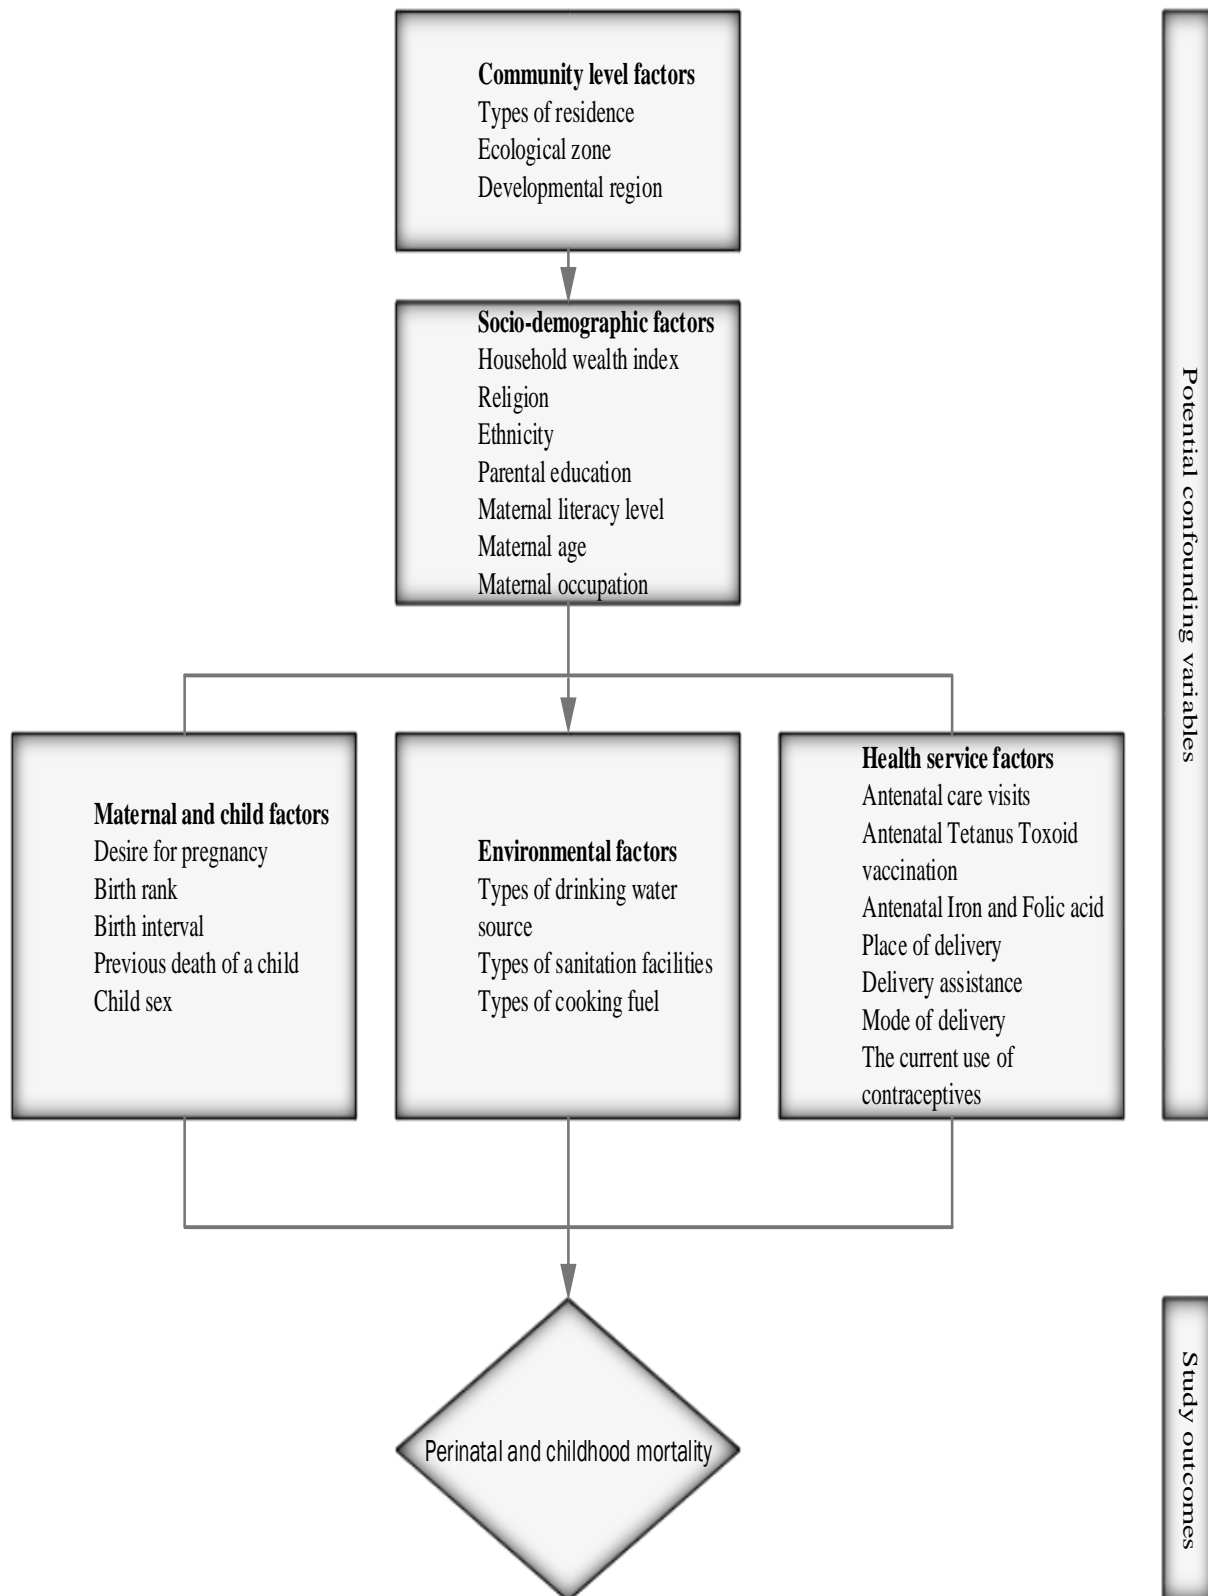 Community level factors
Types of residence
Ecological zone
Developmental region
Socio-demographic factors
Household wealth index
Religion
Ethnicity
Parental education
Maternal literacy level
Maternal age
Maternal occupation
Maternal and child factors
Desire for pregnancy
Birth rank
Birth interval
Previous death of a child
Child sex
Environmental factors
Types of drinking water
source
Types of sanitation facilities
Types of cooking fuel
Health service factors
Antenatal care visits
Antenatal Tetanus Toxoid
vaccination
Antenatal Iron and Folic acid
Place of delivery
Delivery assistance
Mode of delivery
The current use of
contraceptives
Perinatal and childhood mortality
Potential confounding variables
Study outcomes